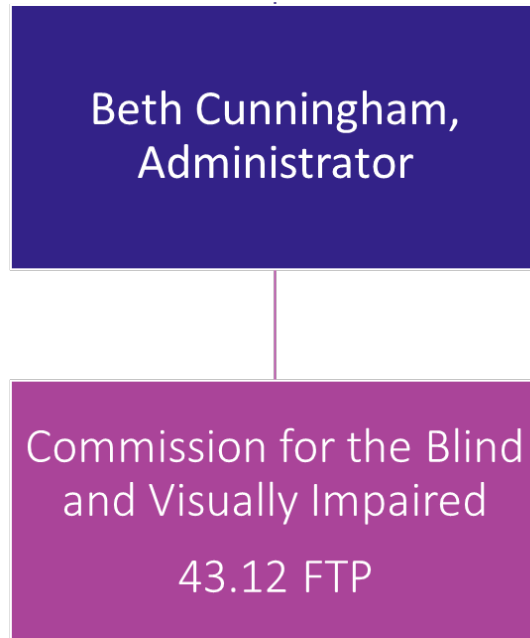 Beth Cunningham,
Administrator
Commission for the Blind
and Visually Impaired
43.12 FTP